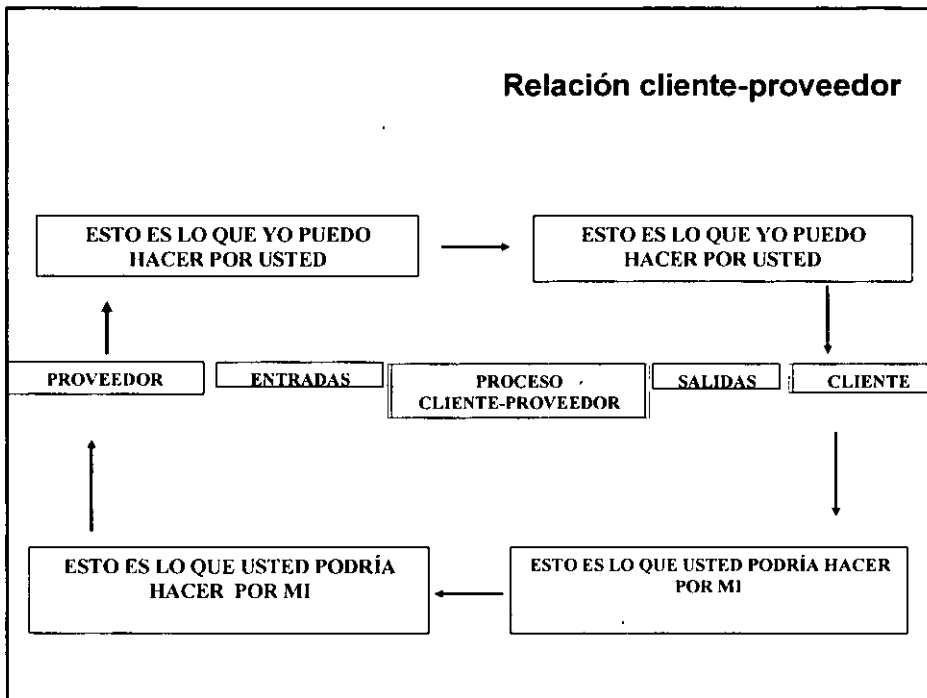 Relación cliente-proveedor
ESTO ES LO QUE YO PUEDO
HACER POR USTED
ESTO ES LO QUE YO PUEDO
HACER POR USTED
PROVEEDOR
ENTRADAS
PROCESO
CLIENTE-PROVEEDOR
SALIDAS
CLIENTE
ESTO ES LO QUE USTED PODRÍA
HACER POR MI
ESTO ES LO QUE USTED PODRÍA HACER
POR MI